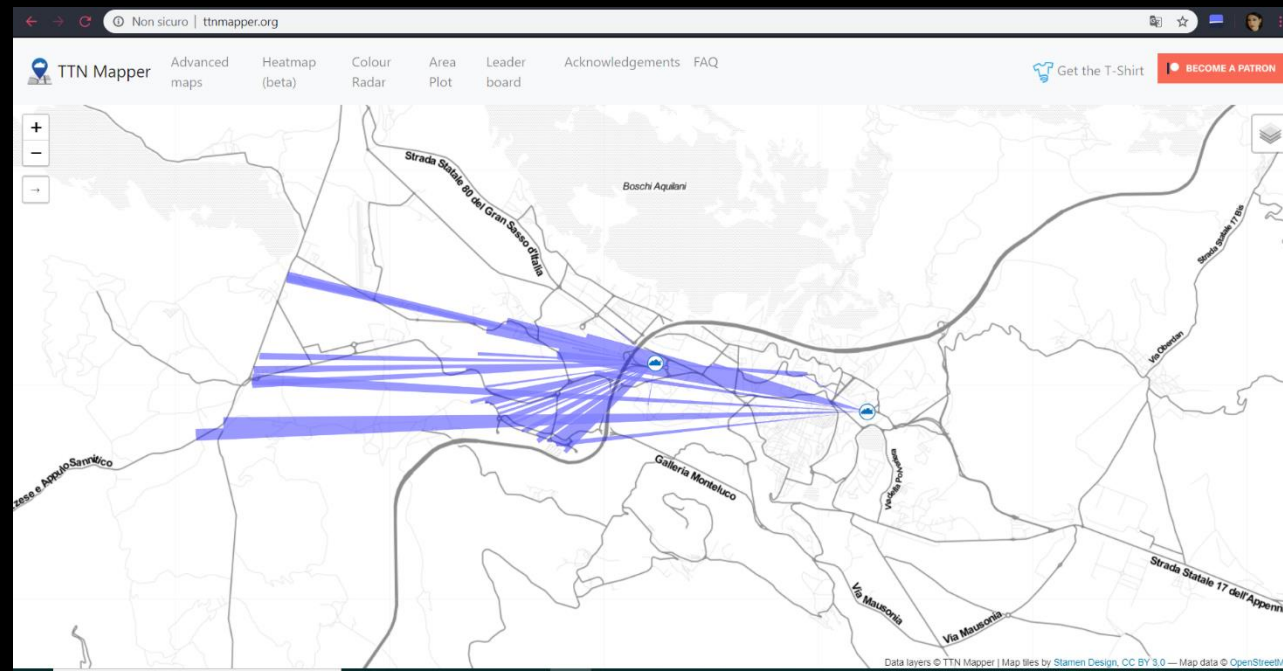 Non sicuro | ttnmapper.org
TTN Mapper
Advanced
maps
Heatmap
(beta)
Colour
Radar
Area
Plot
Leader
board
Acknowledgements
FAQ
Get the T-Shirt
BECOME A PATRON
+
−
→
Strada Statale 80 del Gran Sasso d'Italia
Boschi Aquilani
Strada Statale 17 Bis
Via Oberdan
zese e Appulo Sannitico
Galleria Monteluco
Via Mausonia
Via Mausonia
Strada Statale 17 dell'Appenn
Data layers © TTN Mapper | Map tiles by Stamen Design, CC BY 3.0 — Map data © OpenStreetM